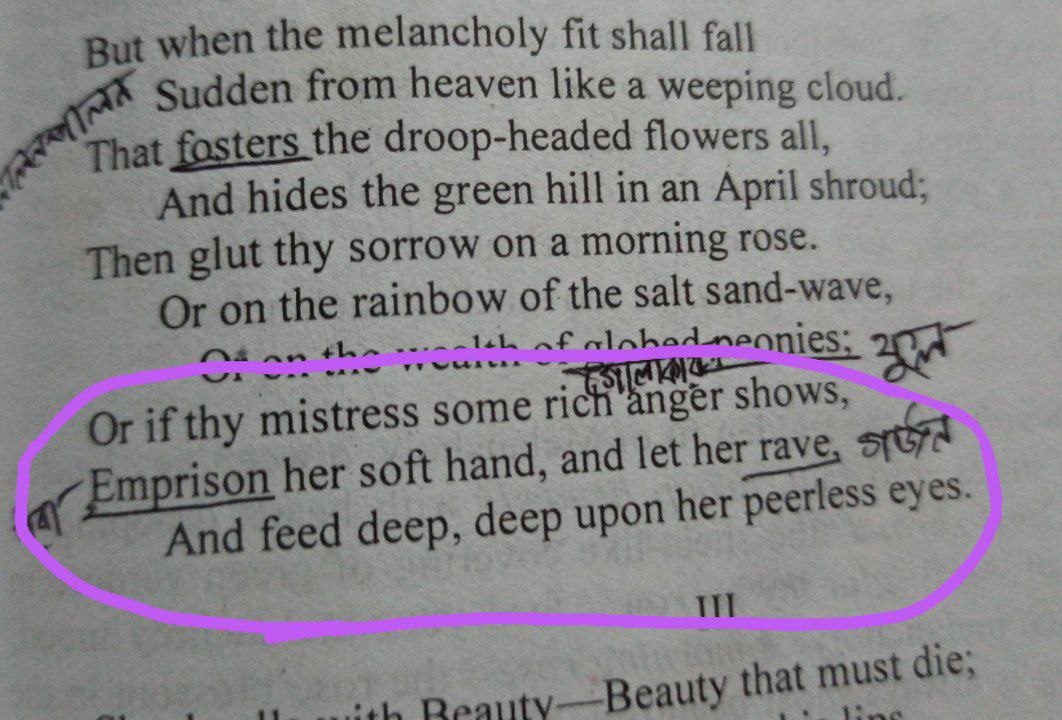 But when the melancholy fit shall fall
Sudden from heaven like a weeping cloud.
That fosters the droop-headed flowers all,
And hides the green hill in an April shroud;
Then glut thy sorrow on a morning rose.
Or on the rainbow of the salt sand-wave,
Or on the wealth of globed peonies; ফুল
গোলাকার
Or if thy mistress some rich anger shows,
Emprison her soft hand, and let her rave, গর্জন
And feed deep, deep upon her peerless eyes.
III
with Beauty—Beauty that must die;
lips